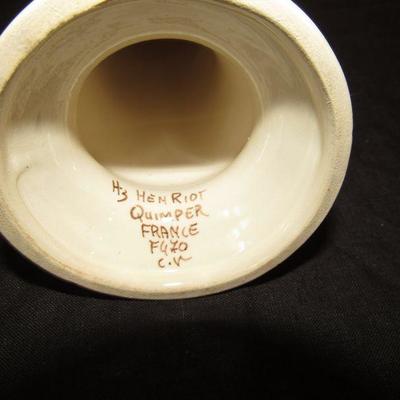 HB HENRIOT
QUIMPER
FRANCE
F470
C.V